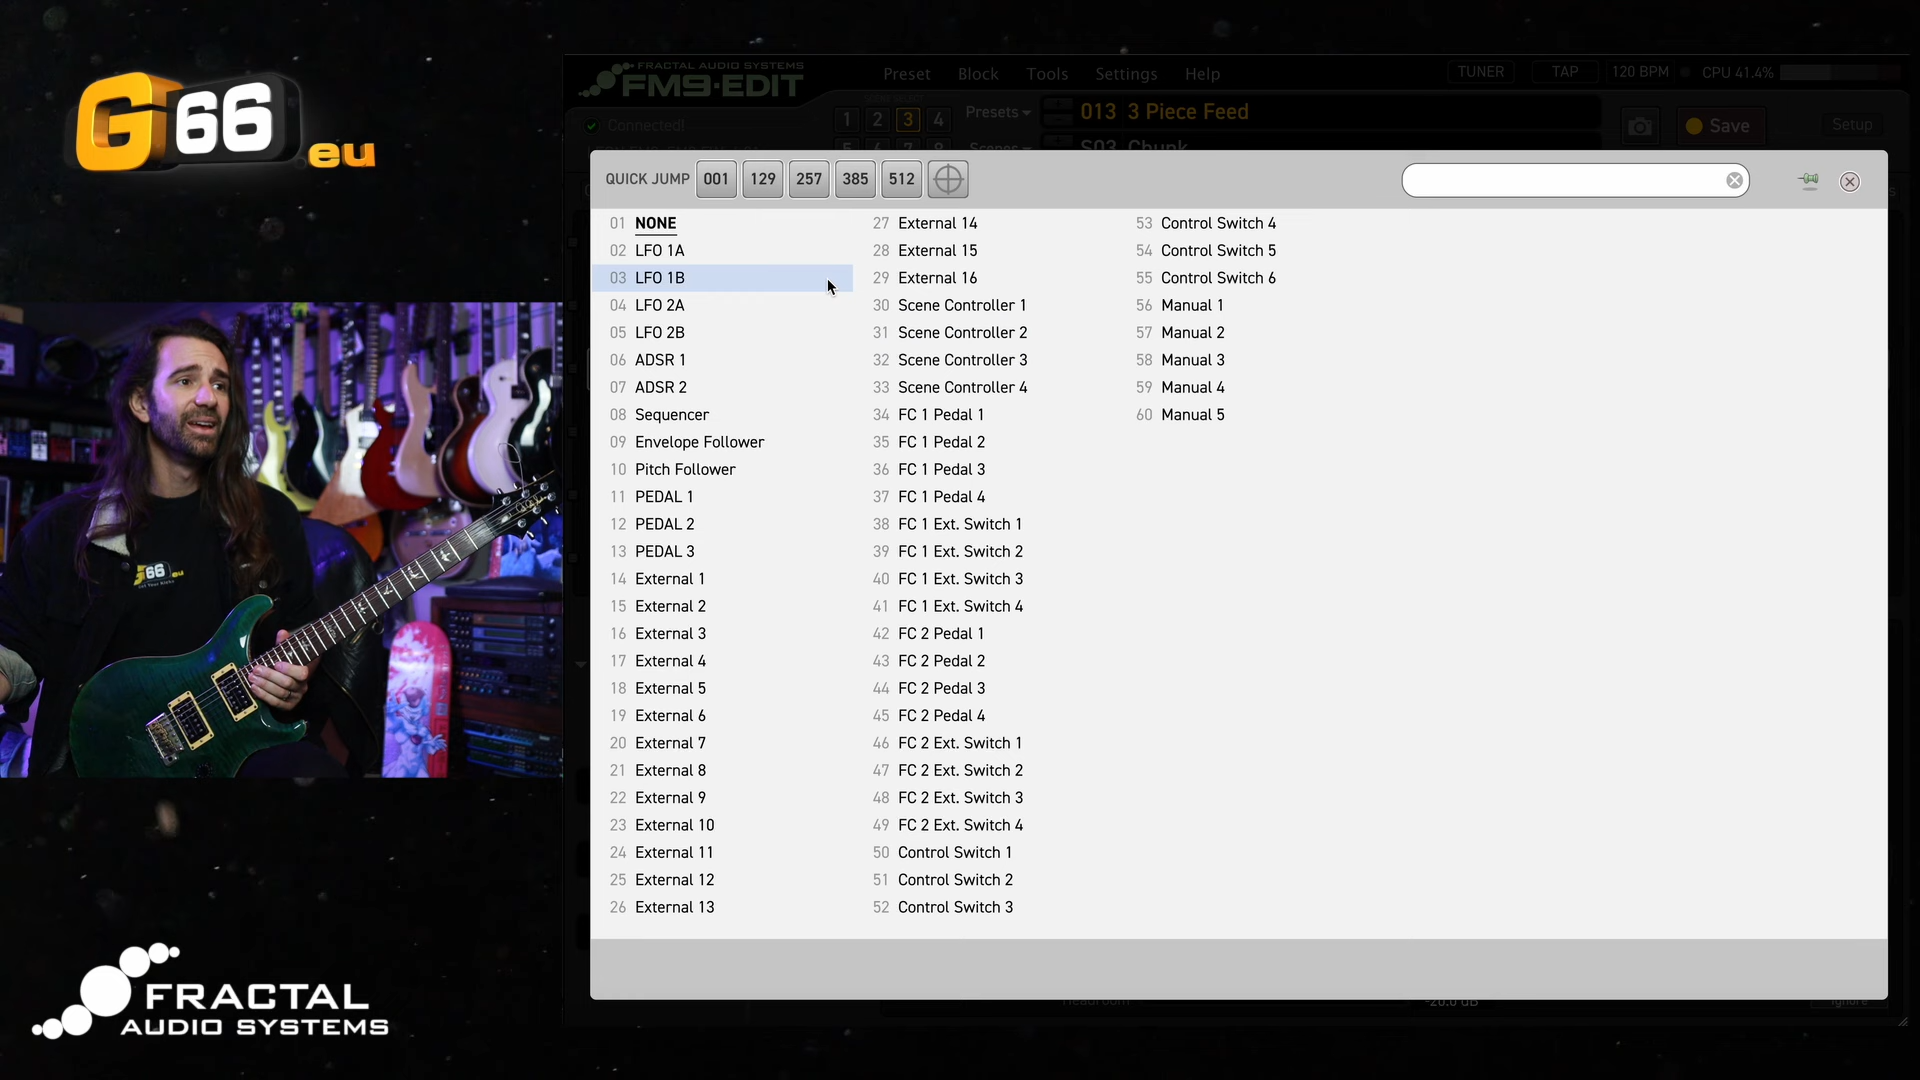 G66.eu
FRACTAL AUDIO SYSTEMS
FM9-EDIT
Preset Block Tools Settings Help
TUNER TAP 120 BPM CPU 41.4%
Connected!
1 2 3 4
Presets
013 3 Piece Feed
Save
Setup
Scenes
S03 Chunk
QUICK JUMP 001 129 257 385 512
01 NONE
02 LFO 1A
03 LFO 1B
04 LFO 2A
05 LFO 2B
06 ADSR 1
07 ADSR 2
08 Sequencer
09 Envelope Follower
10 Pitch Follower
11 PEDAL 1
12 PEDAL 2
13 PEDAL 3
14 External 1
15 External 2
16 External 3
17 External 4
18 External 5
19 External 6
20 External 7
21 External 8
22 External 9
23 External 10
24 External 11
25 External 12
26 External 13
27 External 14
28 External 15
29 External 16
30 Scene Controller 1
31 Scene Controller 2
32 Scene Controller 3
33 Scene Controller 4
34 FC 1 Pedal 1
35 FC 1 Pedal 2
36 FC 1 Pedal 3
37 FC 1 Pedal 4
38 FC 1 Ext. Switch 1
39 FC 1 Ext. Switch 2
40 FC 1 Ext. Switch 3
41 FC 1 Ext. Switch 4
42 FC 2 Pedal 1
43 FC 2 Pedal 2
44 FC 2 Pedal 3
45 FC 2 Pedal 4
46 FC 2 Ext. Switch 1
47 FC 2 Ext. Switch 2
48 FC 2 Ext. Switch 3
49 FC 2 Ext. Switch 4
50 Control Switch 1
51 Control Switch 2
52 Control Switch 3
53 Control Switch 4
54 Control Switch 5
55 Control Switch 6
56 Manual 1
57 Manual 2
58 Manual 3
59 Manual 4
60 Manual 5
Headroom -20.0 dB Ignore
G66.eu
FRACTAL
AUDIO SYSTEMS